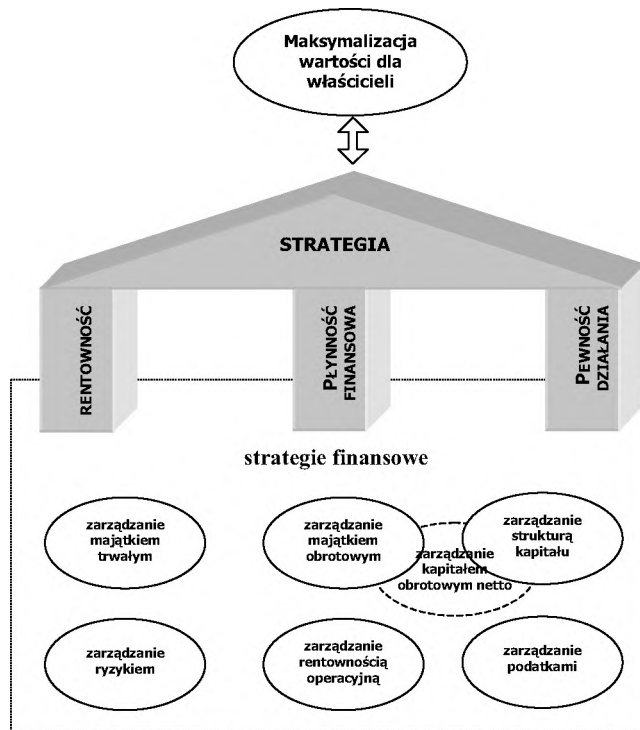 Maksymalizacja
wartości dla
właścicieli
STRATEGIA
RENTOWNOŚĆ
PŁYNNOŚĆ
FINANSOWA
PEWNOŚĆ
DZIAŁANIA
strategie finansowe
zarządzanie
majątkiem
trwałym
zarządzanie
majątkiem
obrotowym
zarządzanie
kapitałem
obrotowym netto
zarządzanie
strukturą
kapitału
zarządzanie
ryzykiem
zarządzanie
rentownością
operacyjną
zarządzanie
podatkami